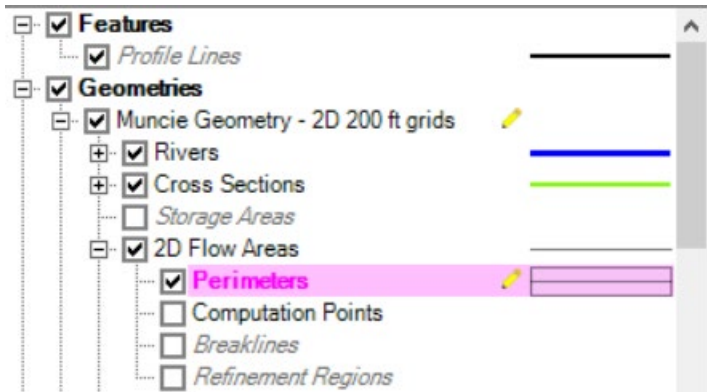 Features
Profile Lines
Geometries
Muncie Geometry - 2D 200 ft grids
Rivers
Cross Sections
Storage Areas
2D Flow Areas
Perimeters
Computation Points
Breaklines
Refinement Regions